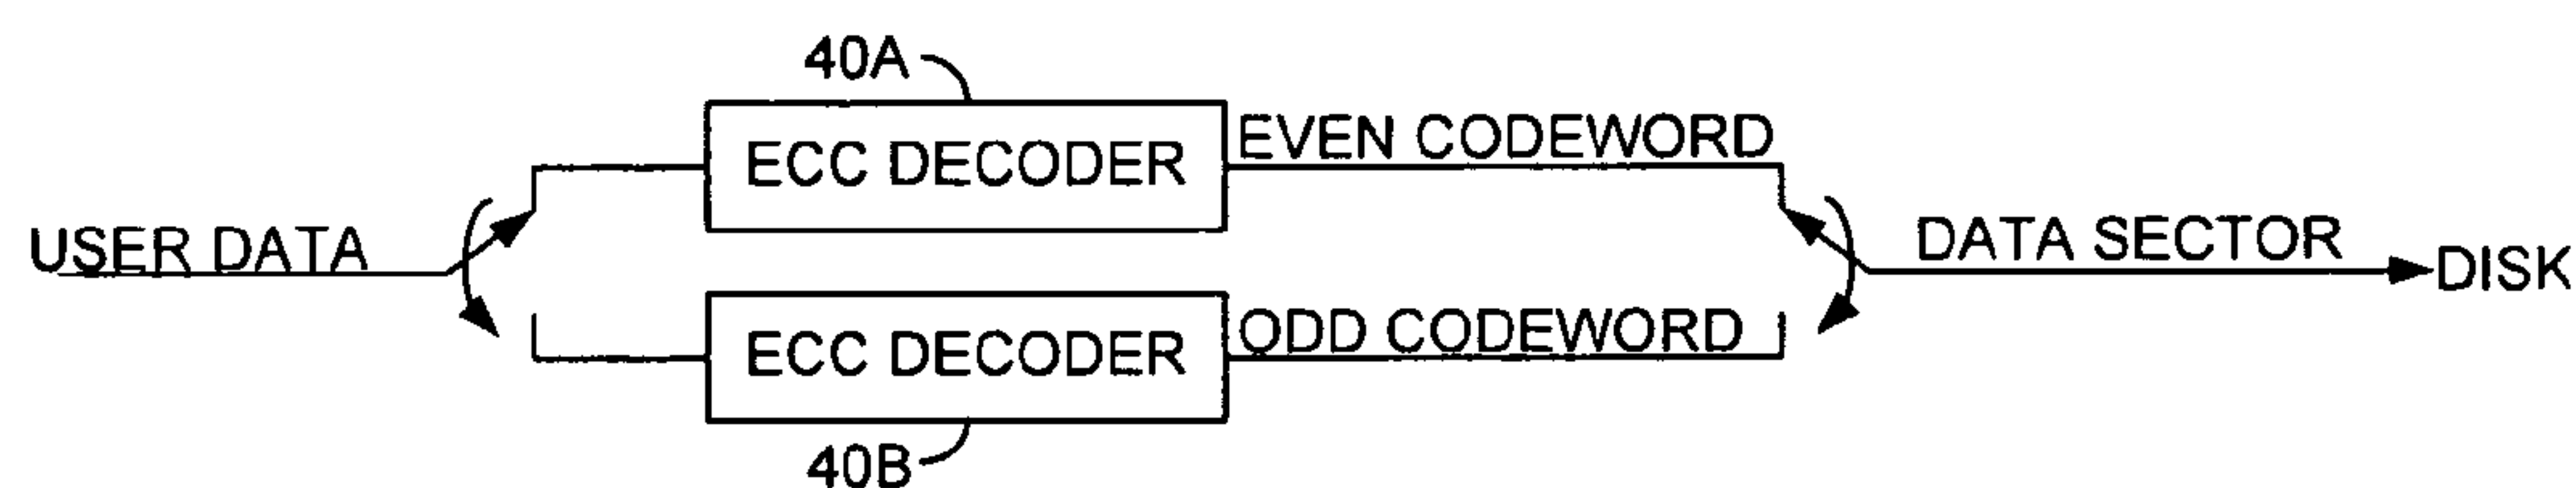 40A
ECC DECODER
EVEN CODEWORD
USER DATA
DATA SECTOR
DISK
ECC DECODER
ODD CODEWORD
40B